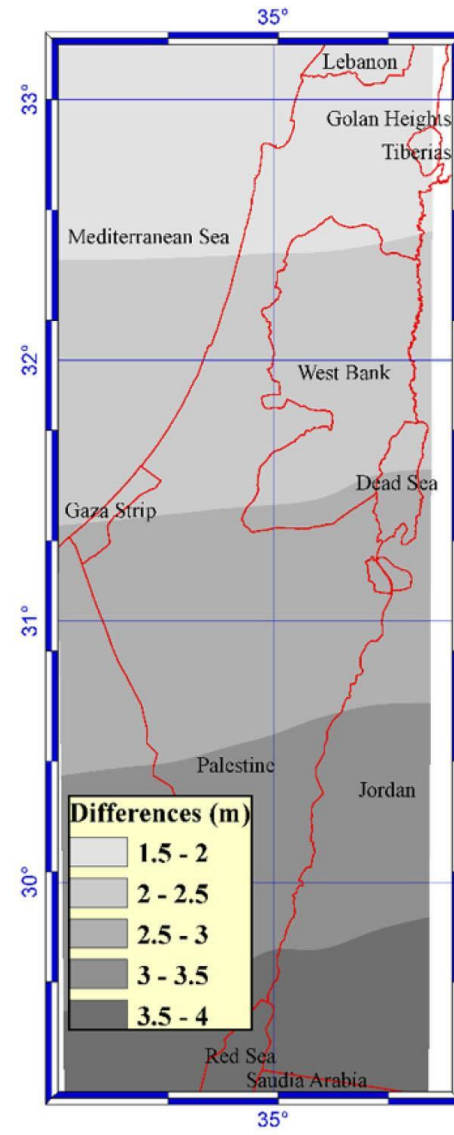 35°
Lebanon
33°
Golan Heights
Tiberias
Mediterranean Sea
32°
West Bank
Dead Sea
Gaza Strip
31°
Palestine
Jordan
Differences (m)
1.5 - 2
2 - 2.5
2.5 - 3
3 - 3.5
3.5 - 4
30°
Red Sea
Saudia Arabia
35°